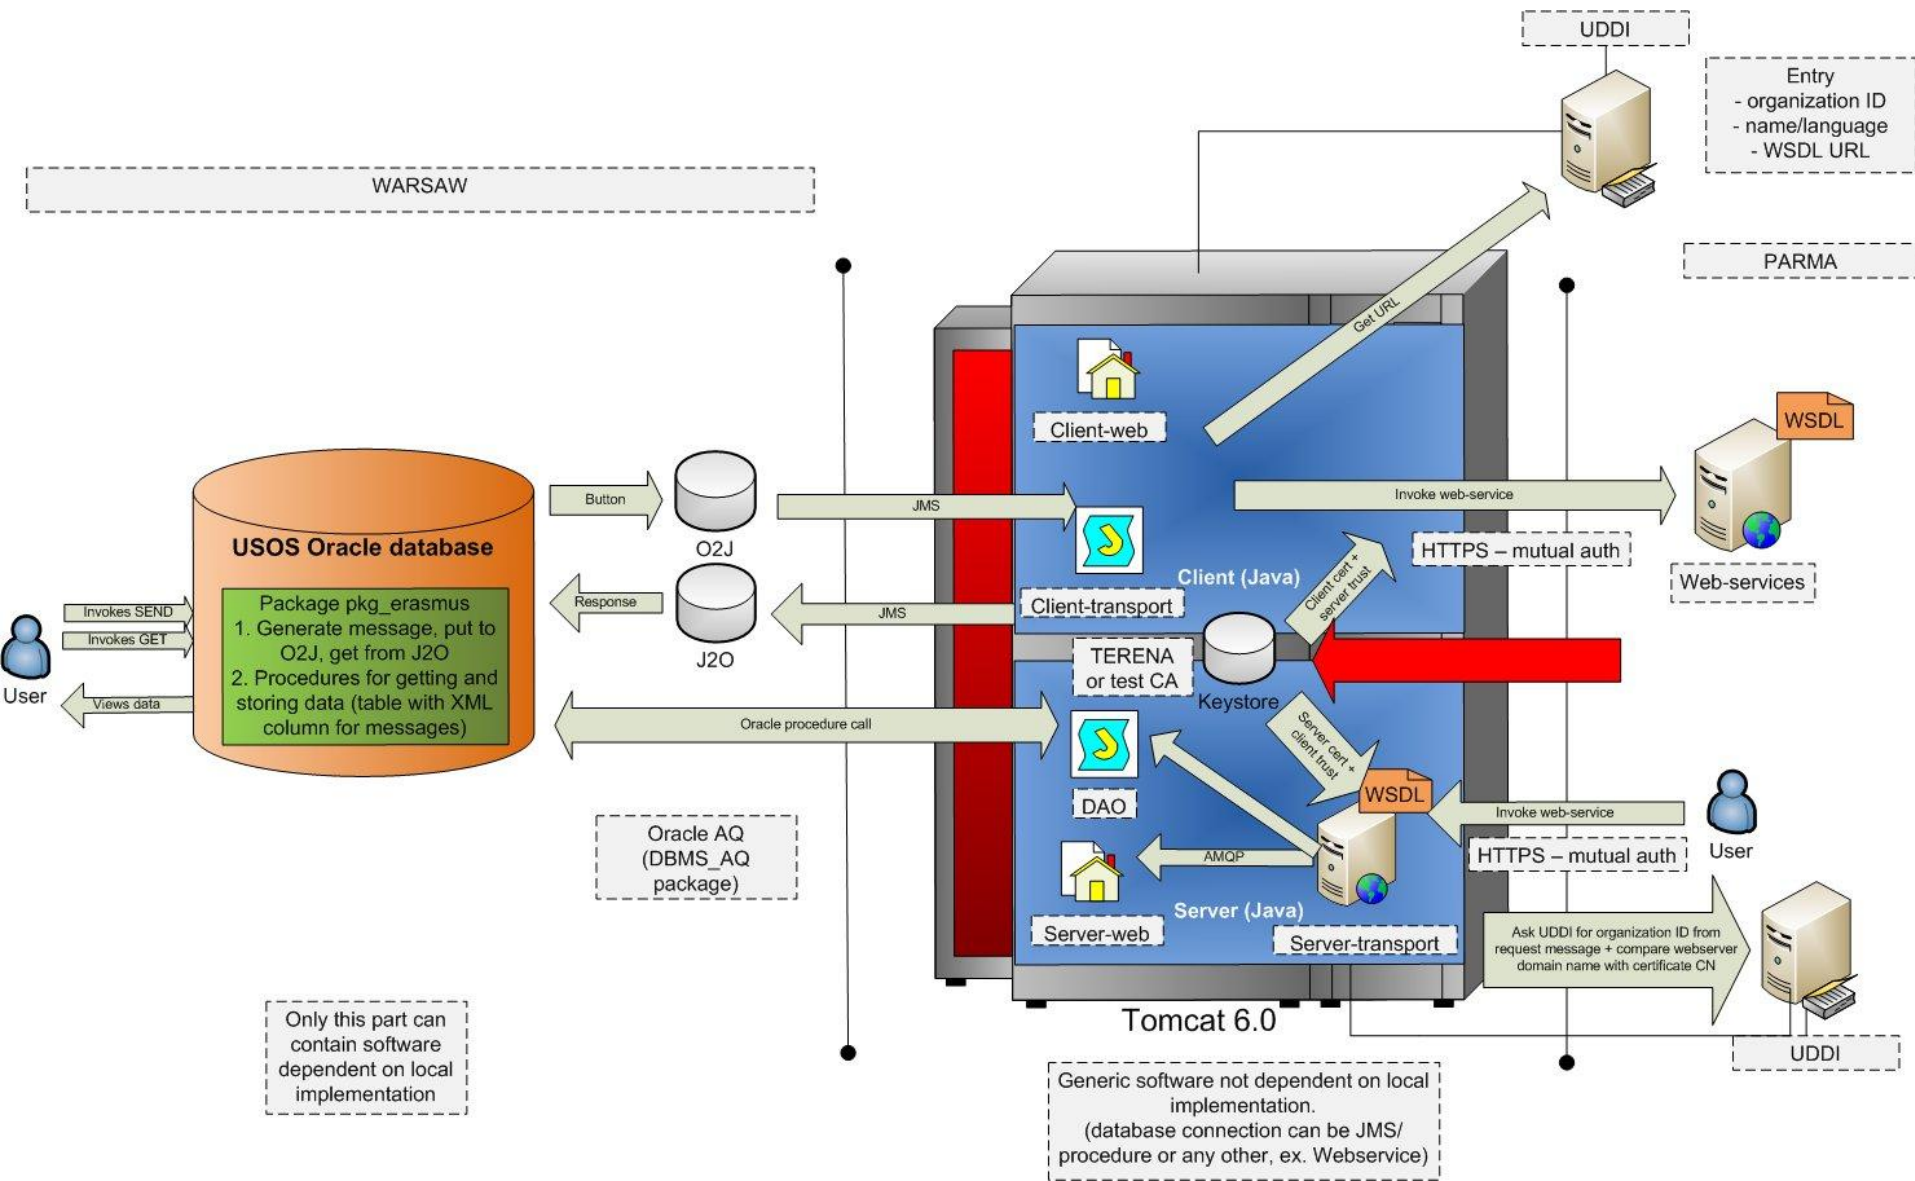 UDDI
Entry
- organization ID
- name/language
- WSDL URL
WARSAW
PARMA
Get URL
Client-web
WSDL
Button
JMS
Invoke web-service
O2J
USOS Oracle database
HTTPS – mutual auth
Client (Java)
Client cert +
server trust
Web-services
Response
JMS
Client-transport
Invokes SEND
Invokes GET
Package pkg_erasmus
1. Generate message, put to
O2J, get from J2O
2. Procedures for getting and
storing data (table with XML
column for messages)
J2O
TERENA
or test CA
Keystore
User
Views data
Oracle procedure call
Server cert +
client trust
WSDL
DAO
Invoke web-service
Oracle AQ
(DBMS_AQ
package)
AMQP
HTTPS – mutual auth
User
Server (Java)
Server-web
Server-transport
Ask UDDI for organization ID from
request message + compare webserver
domain name with certificate CN
Tomcat 6.0
Only this part can
contain software
dependent on local
implementation
UDDI
Generic software not dependent on local
implementation.
(database connection can be JMS/
procedure or any other, ex. Webservice)